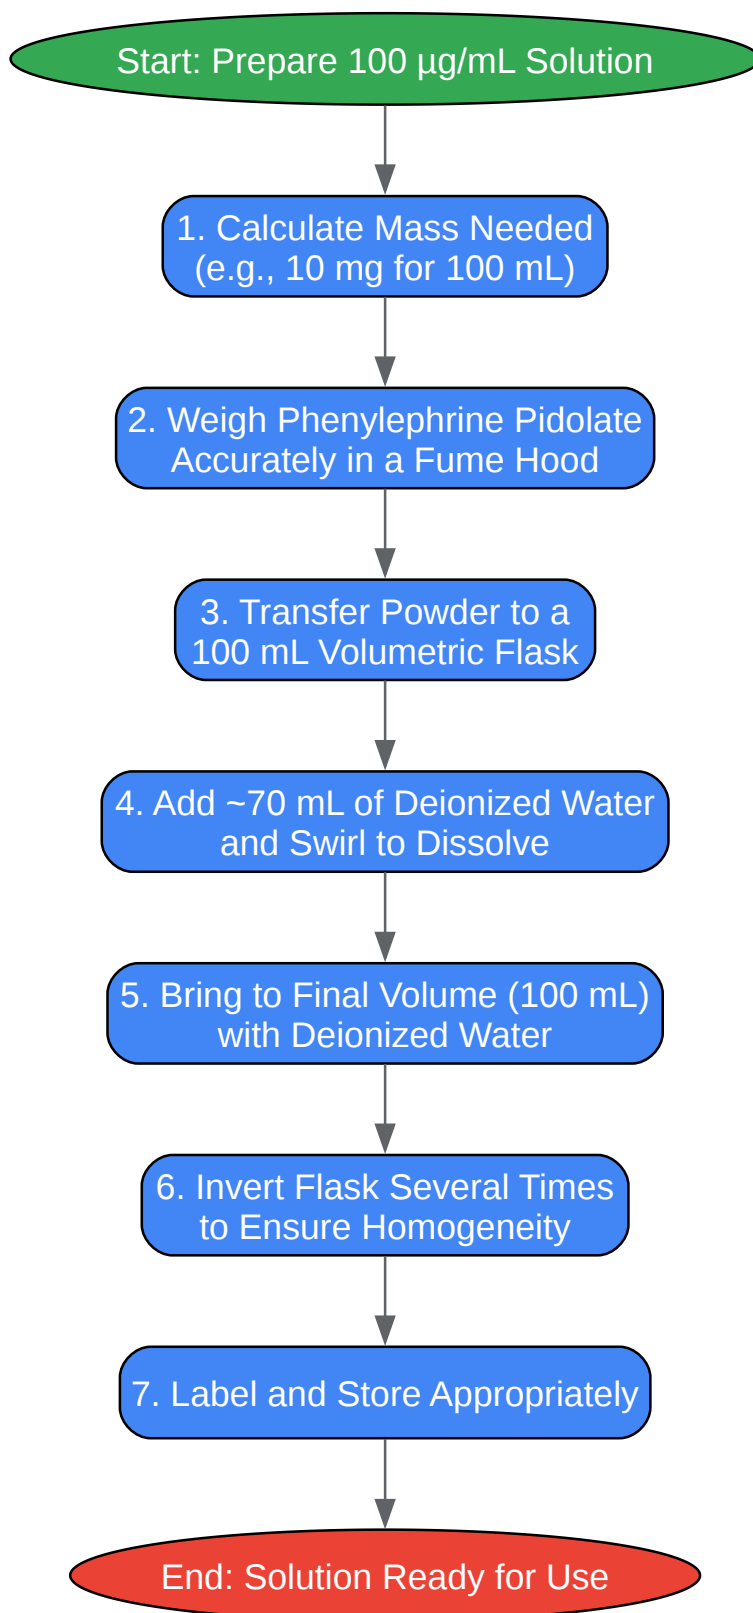 Start: Prepare 100 µg/mL Solution
1. Calculate Mass Needed
(e.g., 10 mg for 100 mL)
2. Weigh Phenylephrine Pidolate
Accurately in a Fume Hood
3. Transfer Powder to a
100 mL Volumetric Flask
4. Add ~70 mL of Deionized Water
and Swirl to Dissolve
5. Bring to Final Volume (100 mL)
with Deionized Water
6. Invert Flask Several Times
to Ensure Homogeneity
7. Label and Store Appropriately
End: Solution Ready for Use